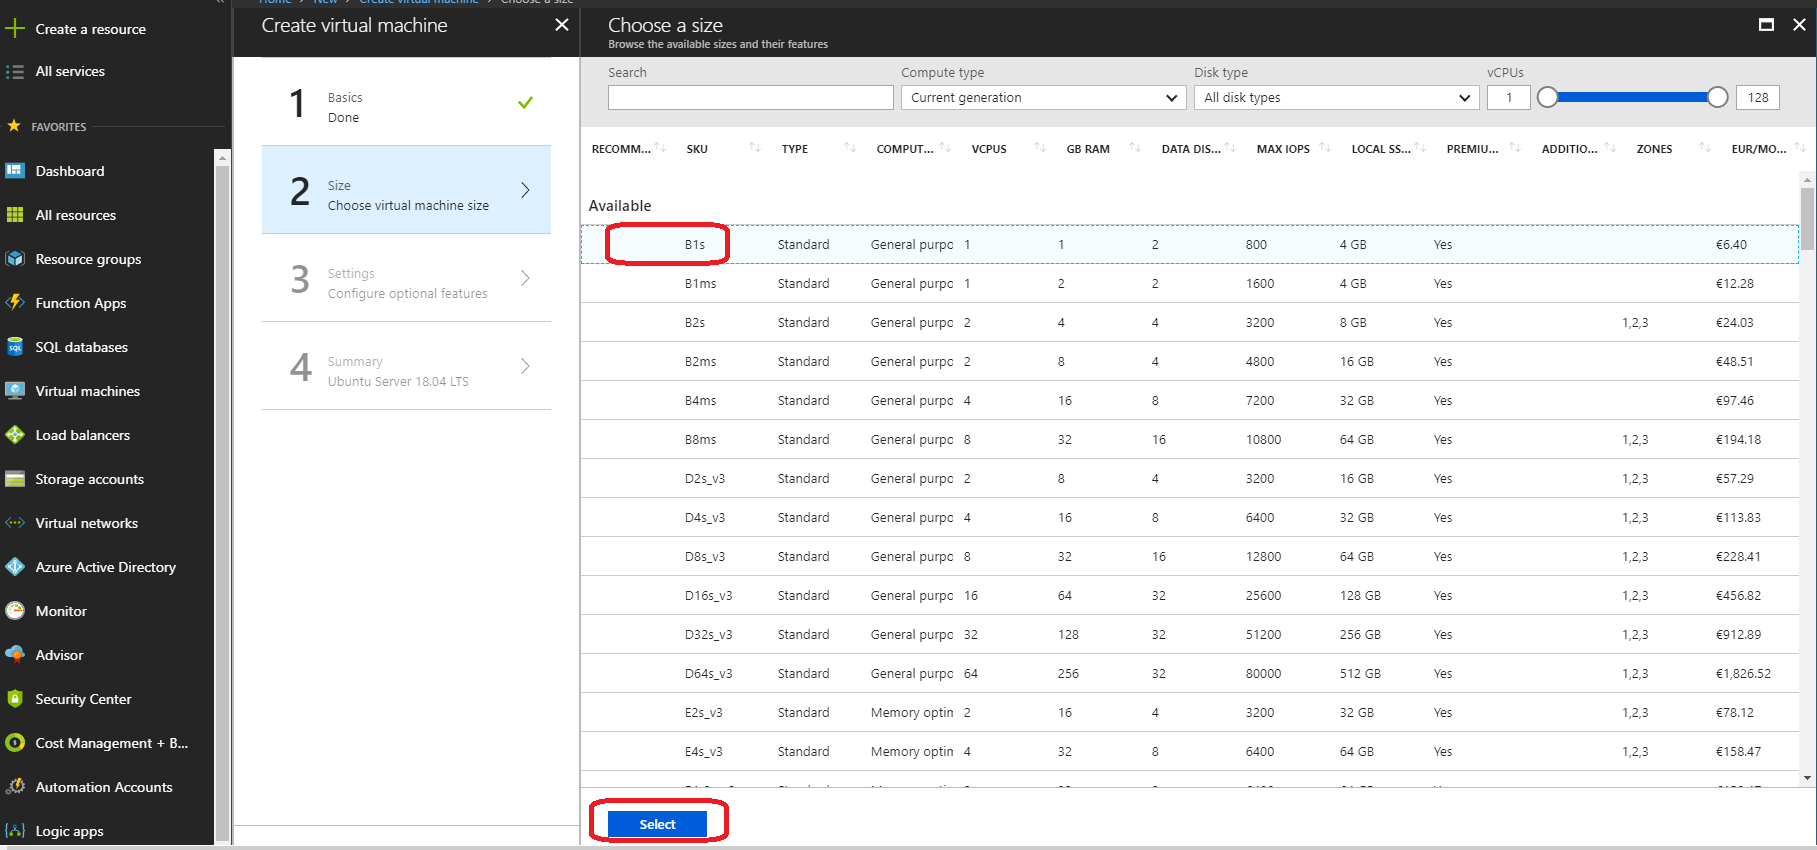 Home
New
Create virtual machine
Choose a size
Create a resource
All services
FAVORITES
Dashboard
All resources
Resource groups
Function Apps
SQL databases
Virtual machines
Load balancers
Storage accounts
Virtual networks
Azure Active Directory
Monitor
Advisor
Security Center
Cost Management + B...
Automation Accounts
Logic apps
Create virtual machine
1 Basics
Done
2 Size
Choose virtual machine size
3 Settings
Configure optional features
4 Summary
Ubuntu Server 18.04 LTS
Choose a size
Browse the available sizes and their features
Search Compute type Disk type vCPUs
Current generation All disk types 1 128
RECOMM... SKU TYPE COMPUT... VCPUS GB RAM DATA DIS... MAX IOPS LOCAL SS... PREMIU... ADDITIO... ZONES EUR/MO...
Available
B1s Standard General purpo 1 1 2 800 4 GB Yes €6.40
B1ms Standard General purpo 1 2 2 1600 4 GB Yes €12.28
B2s Standard General purpo 2 4 4 3200 8 GB Yes 1,2,3 €24.03
B2ms Standard General purpo 2 8 4 4800 16 GB Yes €48.51
B4ms Standard General purpo 4 16 8 7200 32 GB Yes €97.46
B8ms Standard General purpo 8 32 16 10800 64 GB Yes 1,2,3 €194.18
D2s_v3 Standard General purpo 2 8 4 3200 16 GB Yes 1,2,3 €57.29
D4s_v3 Standard General purpo 4 16 8 6400 32 GB Yes 1,2,3 €113.83
D8s_v3 Standard General purpo 8 32 16 12800 64 GB Yes 1,2,3 €228.41
D16s_v3 Standard General purpo 16 64 32 25600 128 GB Yes 1,2,3 €456.82
D32s_v3 Standard General purpo 32 128 32 51200 256 GB Yes 1,2,3 €912.89
D64s_v3 Standard General purpo 64 256 32 80000 512 GB Yes 1,2,3 €1,826.52
E2s_v3 Standard Memory optin 2 16 4 3200 32 GB Yes 1,2,3 €78.12
E4s_v3 Standard Memory optin 4 32 8 6400 64 GB Yes 1,2,3 €158.47
Select